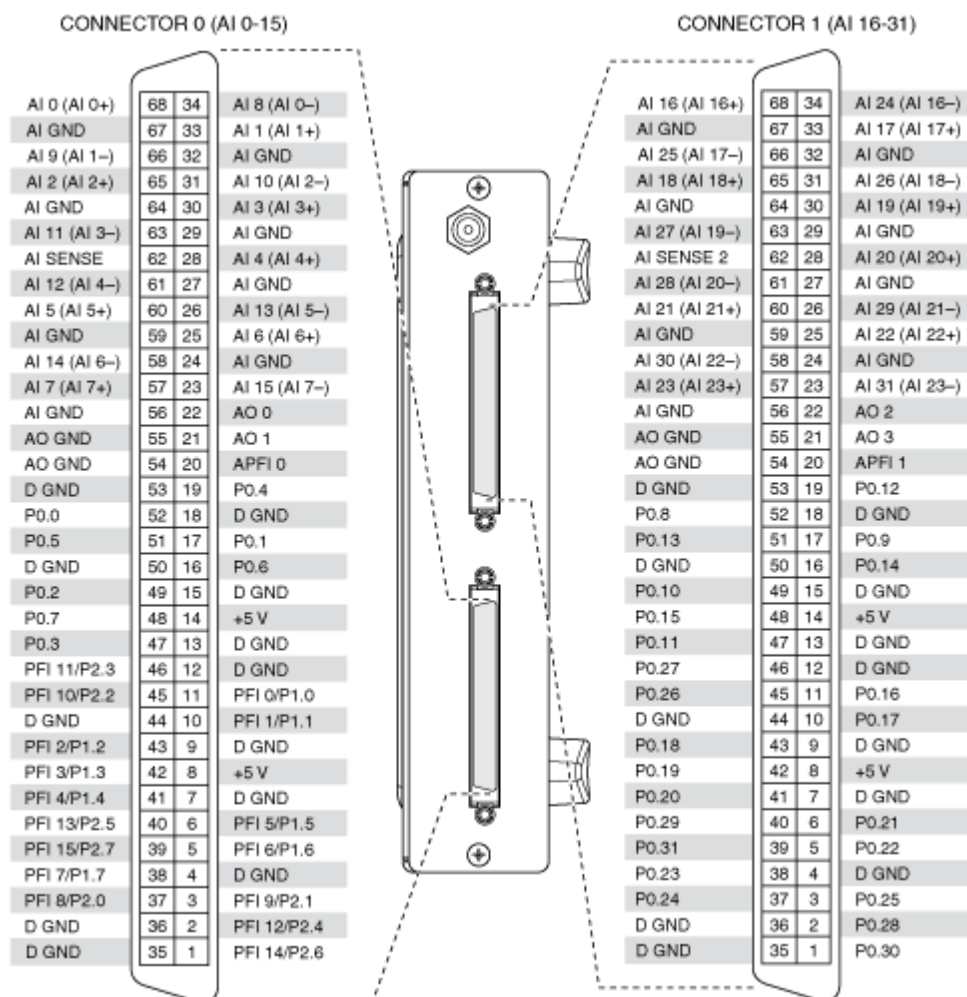 CONNECTOR 0 (AI 0-15)
AI 0 (AI 0+) 68 34 AI 8 (AI 0–)
AI GND 67 33 AI 1 (AI 1+)
AI 9 (AI 1–) 66 32 AI GND
AI 2 (AI 2+) 65 31 AI 10 (AI 2–)
AI GND 64 30 AI 3 (AI 3+)
AI 11 (AI 3–) 63 29 AI GND
AI SENSE 62 28 AI 4 (AI 4+)
AI 12 (AI 4–) 61 27 AI GND
AI 5 (AI 5+) 60 26 AI 13 (AI 5–)
AI GND 59 25 AI 6 (AI 6+)
AI 14 (AI 6–) 58 24 AI GND
AI 7 (AI 7+) 57 23 AI 15 (AI 7–)
AI GND 56 22 AO 0
AO GND 55 21 AO 1
AO GND 54 20 APFI 0
D GND 53 19 P0.4
P0.0 52 18 D GND
P0.5 51 17 P0.1
D GND 50 16 P0.6
P0.2 49 15 D GND
P0.7 48 14 +5 V
P0.3 47 13 D GND
PFI 11/P2.3 46 12 D GND
PFI 10/P2.2 45 11 PFI 0/P1.0
D GND 44 10 PFI 1/P1.1
PFI 2/P1.2 43 9 D GND
PFI 3/P1.3 42 8 +5 V
PFI 4/P1.4 41 7 D GND
PFI 13/P2.5 40 6 PFI 5/P1.5
PFI 15/P2.7 39 5 PFI 6/P1.6
PFI 7/P1.7 38 4 D GND
PFI 8/P2.0 37 3 PFI 9/P2.1
D GND 36 2 PFI 12/P2.4
D GND 35 1 PFI 14/P2.6
CONNECTOR 1 (AI 16-31)
AI 16 (AI 16+) 68 34 AI 24 (AI 16–)
AI GND 67 33 AI 17 (AI 17+)
AI 25 (AI 17–) 66 32 AI GND
AI 18 (AI 18+) 65 31 AI 26 (AI 18–)
AI GND 64 30 AI 19 (AI 19+)
AI 27 (AI 19–) 63 29 AI GND
AI SENSE 2 62 28 AI 20 (AI 20+)
AI 28 (AI 20–) 61 27 AI GND
AI 21 (AI 21+) 60 26 AI 29 (AI 21–)
AI GND 59 25 AI 22 (AI 22+)
AI 30 (AI 22–) 58 24 AI GND
AI 23 (AI 23+) 57 23 AI 31 (AI 23–)
AI GND 56 22 AO 2
AO GND 55 21 AO 3
AO GND 54 20 APFI 1
D GND 53 19 P0.12
P0.8 52 18 D GND
P0.13 51 17 P0.9
D GND 50 16 P0.14
P0.10 49 15 D GND
P0.15 48 14 +5 V
P0.11 47 13 D GND
P0.27 46 12 D GND
P0.26 45 11 P0.16
D GND 44 10 P0.17
P0.18 43 9 D GND
P0.19 42 8 +5 V
P0.20 41 7 D GND
P0.29 40 6 P0.21
P0.31 39 5 P0.22
P0.23 38 4 D GND
P0.24 37 3 P0.25
D GND 36 2 P0.28
D GND 35 1 P0.30